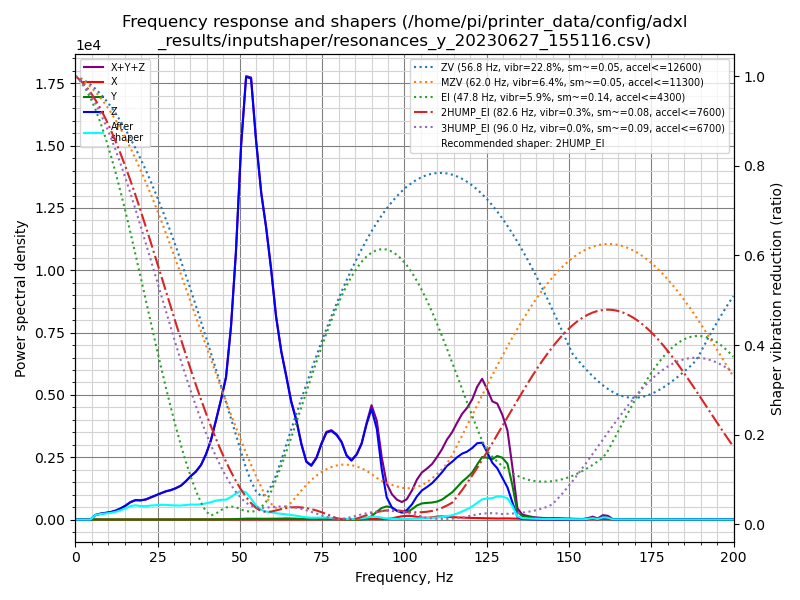 Frequency response and shapers (/home/pi/printer_data/config/adxl
_results/inputshaper/resonances_y_20230627_155116.csv)
1e4
X+Y+Z
X
Y
Z
After
shaper
ZV (56.8 Hz, vibr=22.8%, sm~=0.05, accel<=12600)
MZV (62.0 Hz, vibr=6.4%, sm~=0.05, accel<=11300)
EI (47.8 Hz, vibr=5.9%, sm~=0.14, accel<=4300)
2HUMP_EI (82.6 Hz, vibr=0.3%, sm~=0.08, accel<=7600)
3HUMP_EI (96.0 Hz, vibr=0.0%, sm~=0.09, accel<=6700)
Recommended shaper: 2HUMP_EI
Power spectral density
1.75
1.50
1.25
1.00
0.75
0.50
0.25
0.00
1.0
0.8
0.6
0.4
0.2
0.0
Shaper vibration reduction (ratio)
0 25 50 75 100 125 150 175 200
Frequency, Hz